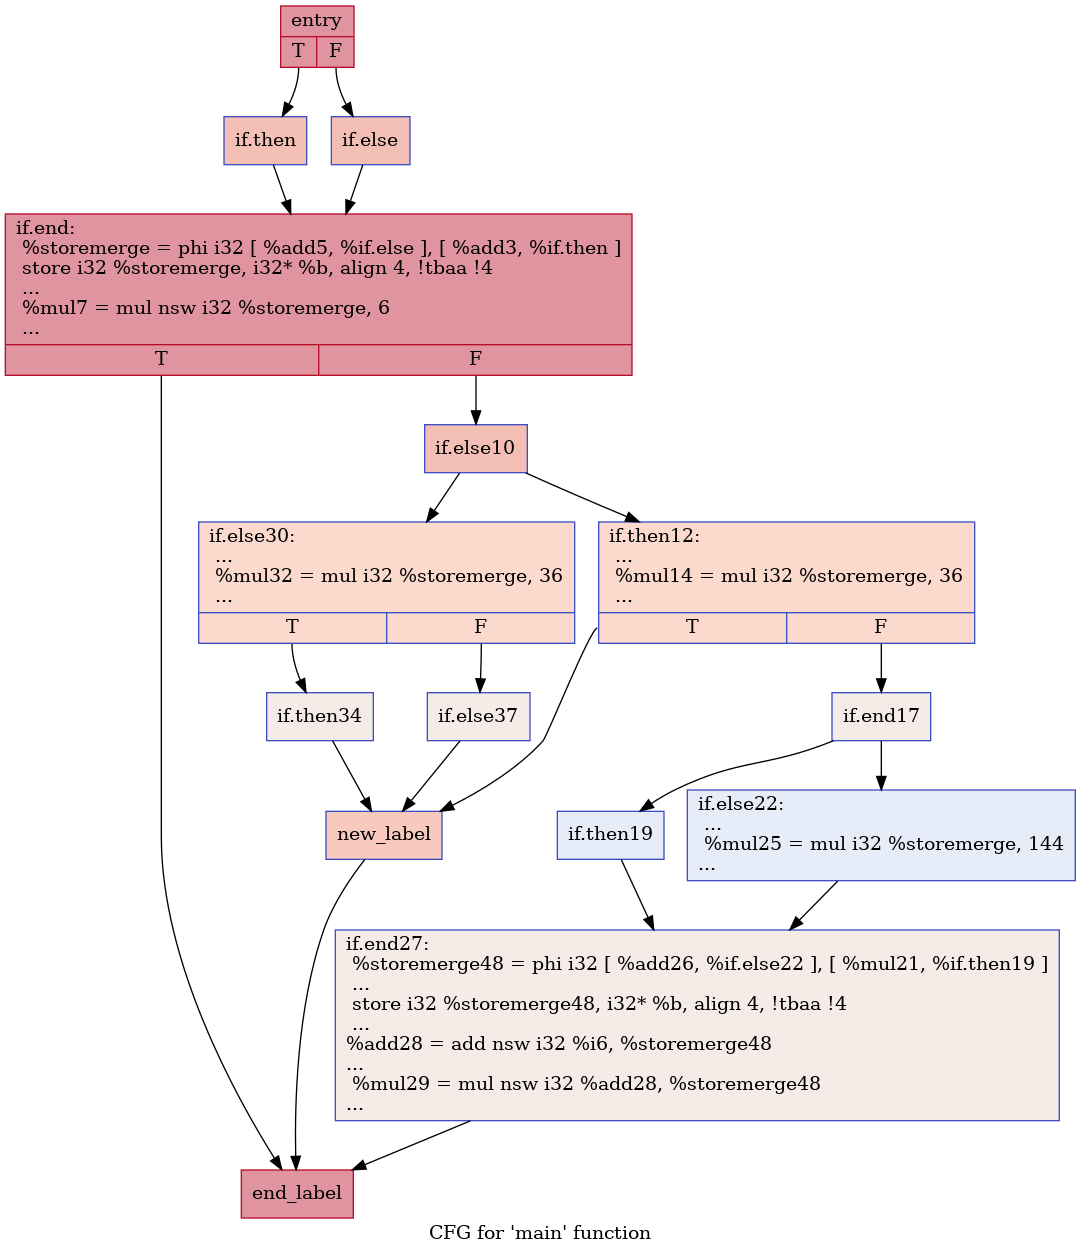 entry
T F
if.then
if.else
if.end:
%storemerge = phi i32 [ %add5, %if.else ], [ %add3, %if.then ]
store i32 %storemerge, i32* %b, align 4, !tbaa !4
...
%mul7 = mul nsw i32 %storemerge, 6
...
T F
if.else10
if.else30:
...
%mul32 = mul i32 %storemerge, 36
...
T F
if.then12:
...
%mul14 = mul i32 %storemerge, 36
...
T F
if.then34
if.else37
if.end17
new_label
if.then19
if.else22:
...
%mul25 = mul i32 %storemerge, 144
...
if.end27:
%storemerge48 = phi i32 [ %add26, %if.else22 ], [ %mul21, %if.then19 ]
...
store i32 %storemerge48, i32* %b, align 4, !tbaa !4
...
%add28 = add nsw i32 %i6, %storemerge48
...
%mul29 = mul nsw i32 %add28, %storemerge48
...
end_label
CFG for 'main' function